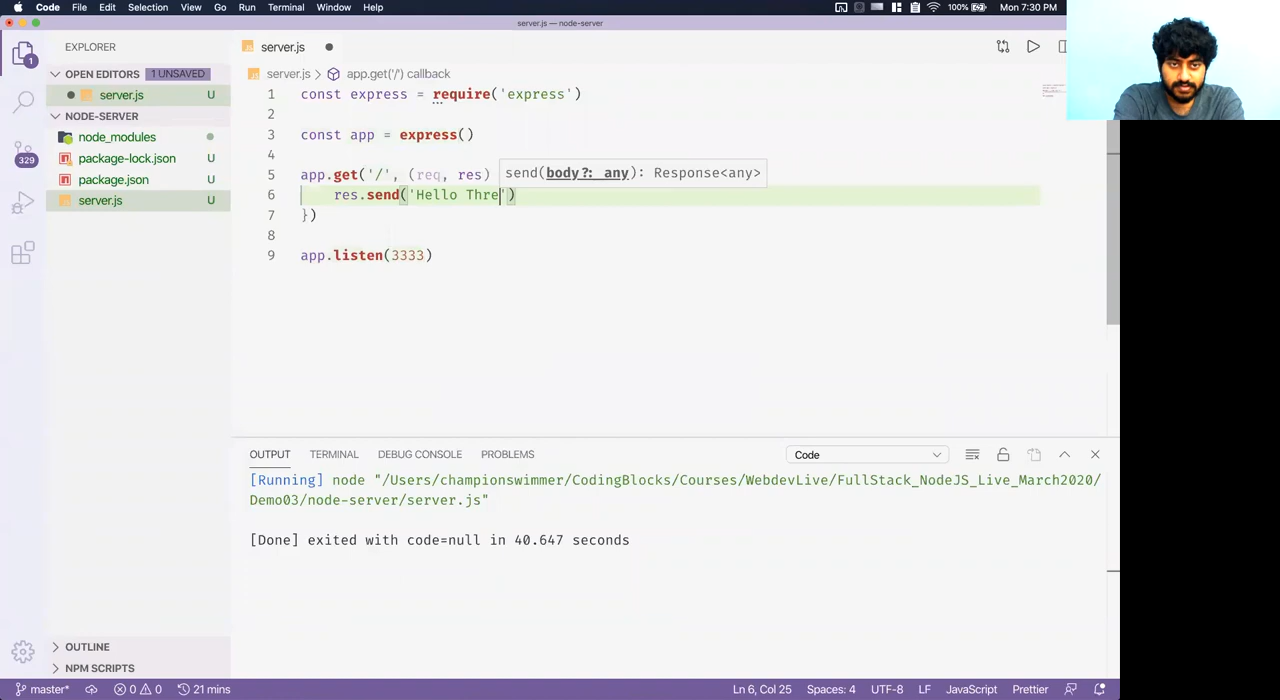 Code File Edit Selection View Go Run Terminal Window Help 100% Mon 7:30 PM
server.js — node-server
EXPLORER
server.js
OPEN EDITORS 1 UNSAVED
server.js U
NODE-SERVER
node_modules
package-lock.json U
package.json U
server.js U
1
329
server.js > app.get('/') callback
1 const express = require('express')
2
3 const app = express()
4
5 app.get('/', (req, res)
send(body?: any): Response<any>
6 res.send('Hello Thre')
7 })
8
9 app.listen(3333)
OUTPUT TERMINAL DEBUG CONSOLE PROBLEMS Code
[Running] node "/Users/championswimmer/CodingBlocks/Courses/WebdevLive/FullStack_NodeJS_Live_March2020/
Demo03/node-server/server.js"
[Done] exited with code=null in 40.647 seconds
OUTLINE
NPM SCRIPTS
master* 0 0 21 mins Ln 6, Col 25 Spaces: 4 UTF-8 LF JavaScript Prettier